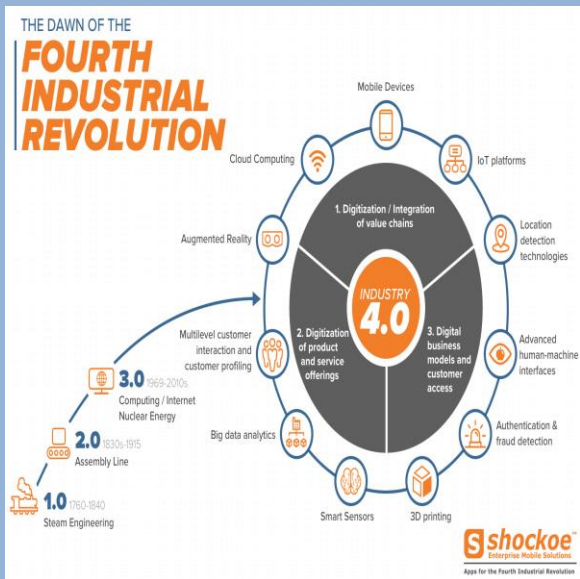 THE DAWN OF THE
FOURTH
INDUSTRIAL
REVOLUTION
Mobile Devices
Cloud Computing
IoT platforms
1. Digitization / Integration
of value chains
Augmented Reality
Location
detection
technologies
INDUSTRY
4.0
Multilevel customer
interaction and
customer profiling
2. Digitization
of product
and service
offerings
3. Digital
business
models and
customer
access
Advanced
human-machine
interfaces
3.0 1969-2010s
Computing / Internet
Nuclear Energy
Big data analytics
Authentication &
fraud detection
2.0 1830s-1915
Assembly Line
Smart Sensors
3D printing
1.0 1760-1840
Steam Engineering
S shockoe™
Enterprise Mobile Solutions
Apps for the Fourth Industrial Revolution